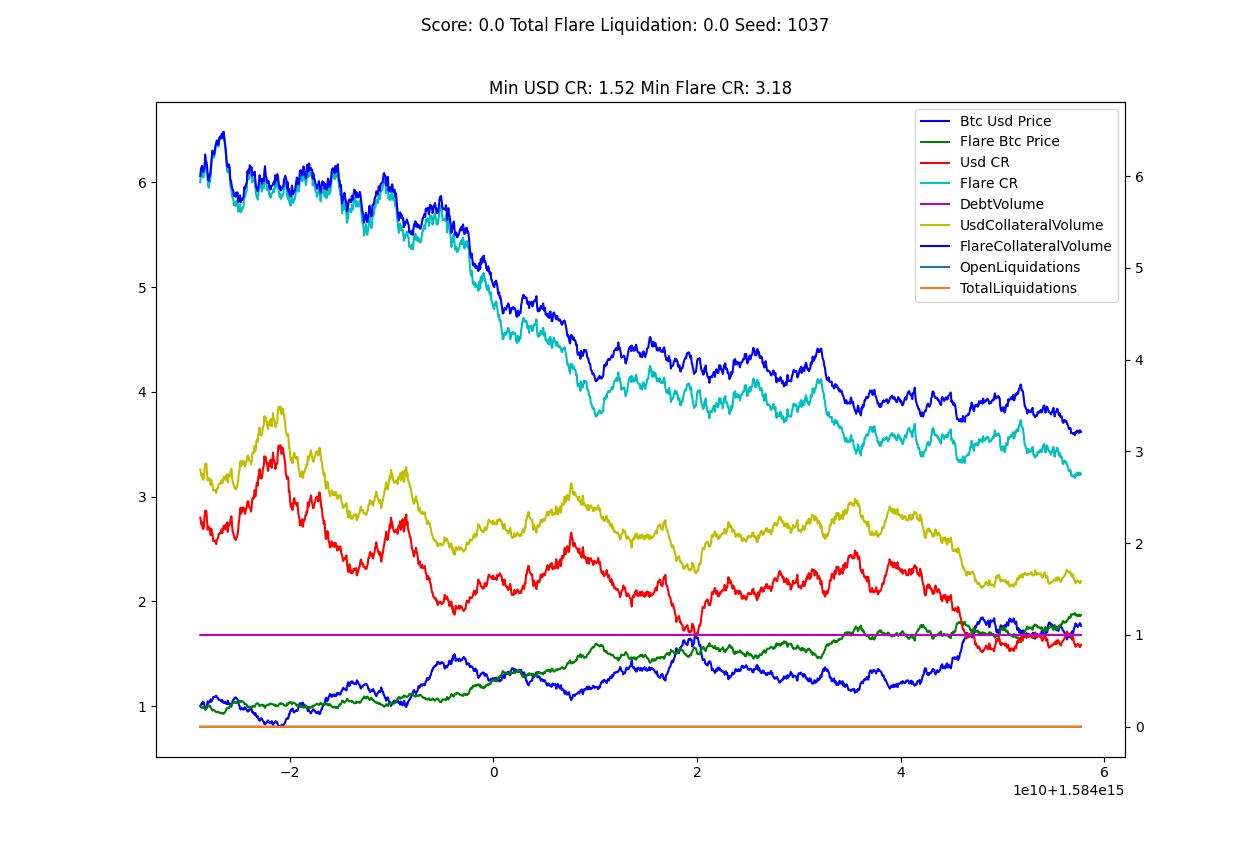 Score: 0.0 Total Flare Liquidation: 0.0 Seed: 1037
Min USD CR: 1.52 Min Flare CR: 3.18
Btc Usd Price
Flare Btc Price
Usd CR
Flare CR
DebtVolume
UsdCollateralVolume
FlareCollateralVolume
OpenLiquidations
TotalLiquidations
6
5
4
3
2
1
6
5
4
3
2
1
0
−2
0
2
4
6
1e10+1.584e15